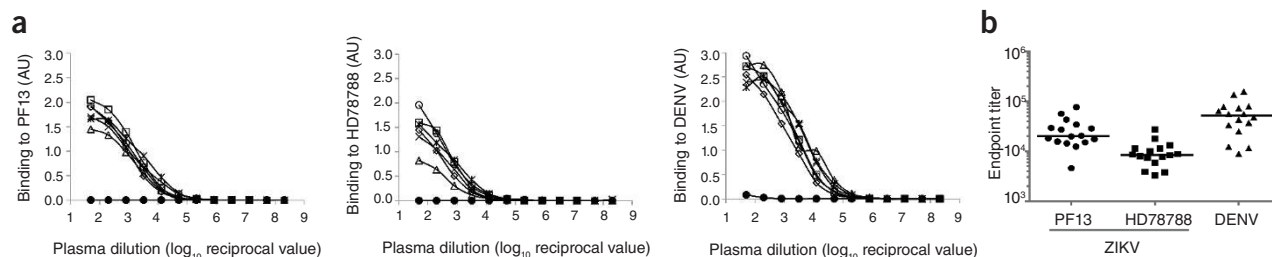 a
Binding to PF13 (AU)
3.0
2.5
2.0
1.5
1.0
0.5
0.0
1 2 3 4 5 6 7 8 9
Plasma dilution (log10 reciprocal value)
Binding to HD78788 (AU)
3.0
2.5
2.0
1.5
1.0
0.5
0.0
1 2 3 4 5 6 7 8 9
Plasma dilution (log10 reciprocal value)
Binding to DENV (AU)
3.0
2.5
2.0
1.5
1.0
0.5
0.0
1 2 3 4 5 6 7 8 9
Plasma dilution (log10 reciprocal value)
b
Endpoint titer
10^6
10^5
10^4
10^3
PF13 HD78788 DENV
ZIKV